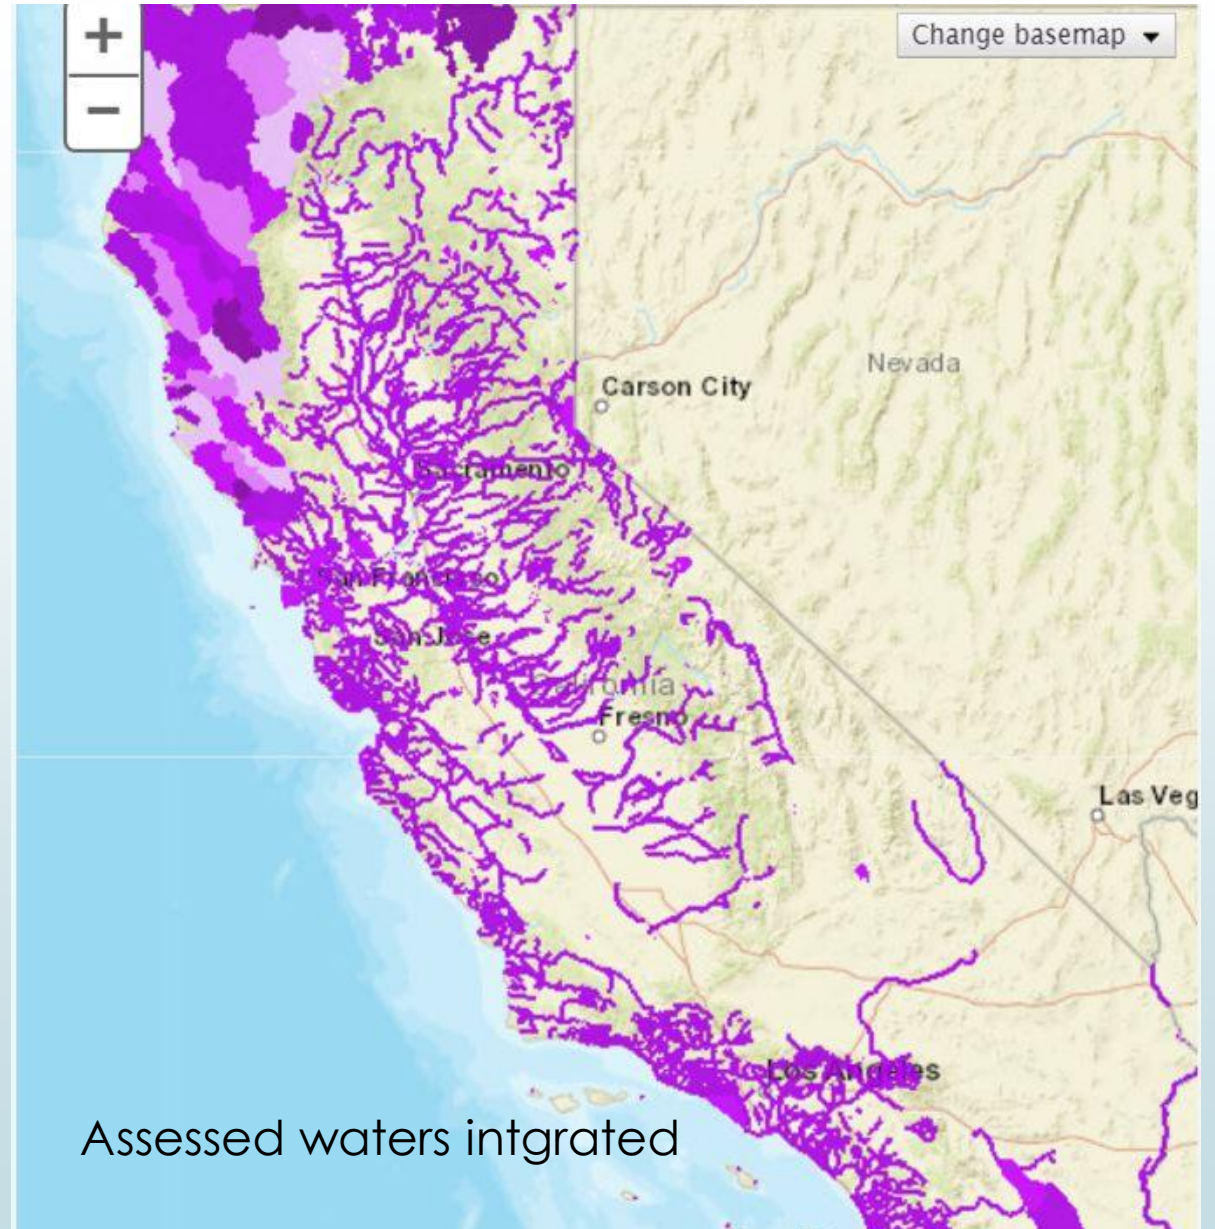 +
Change basemap
−
Nevada
Carson City
Sacramento
San Francisco
San Jose
California
Fresno
Las Veg
Los Angeles
Assessed waters intgrated